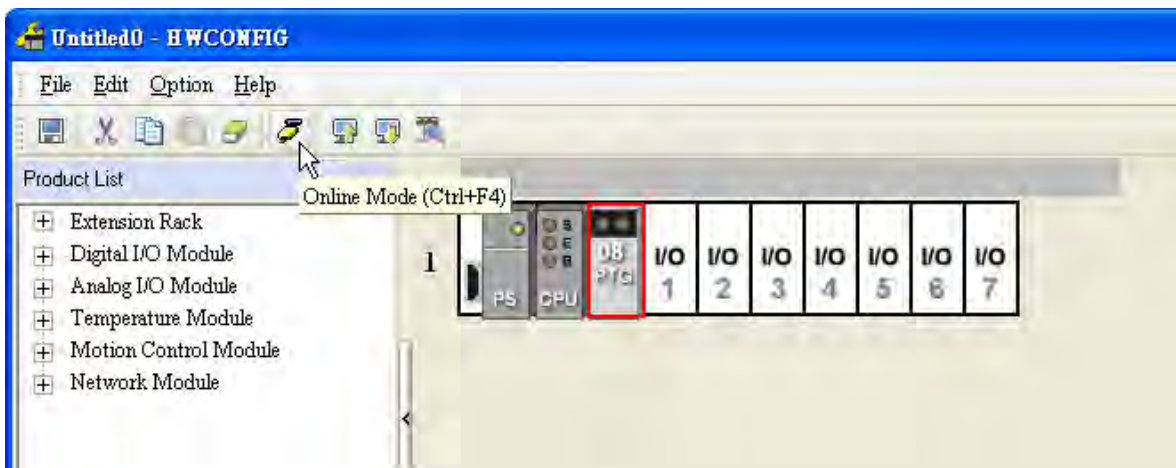 Untitled0 - HWCONFIG
File Edit Option Help
Product List
Online Mode (Ctrl+F4)
Extension Rack
Digital I/O Module
Analog I/O Module
Temperature Module
Motion Control Module
Network Module
1
PS
CPU
S
E
B
08
PTG
I/O I/O I/O I/O I/O I/O I/O
1 2 3 4 5 6 7